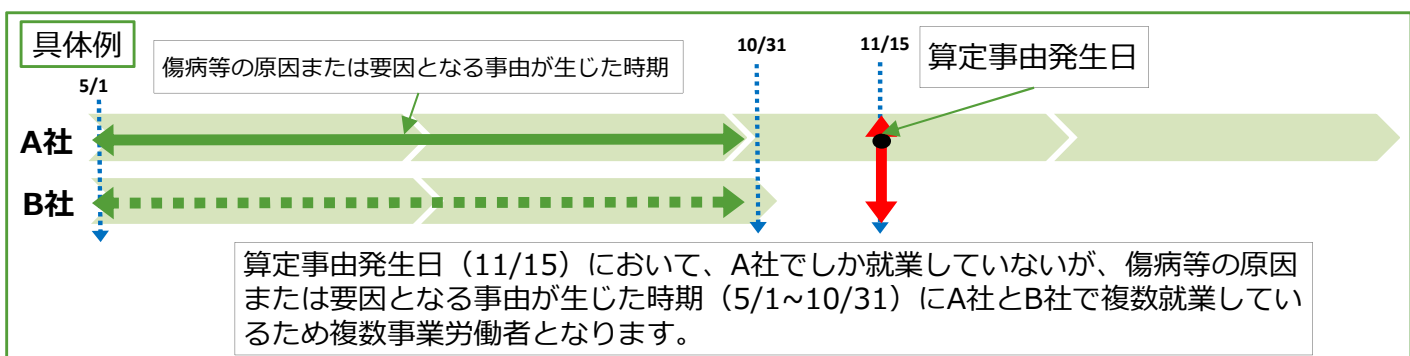 具体例
傷病等の原因または要因となる事由が生じた時期
5/1
10/31
11/15
算定事由発生日
A社
B社
算定事由発生日（11/15）において、A社でしか就業していないが、傷病等の原因
または要因となる事由が生じた時期（5/1~10/31）にA社とB社で複数就業してい
るため複数事業労働者となります。